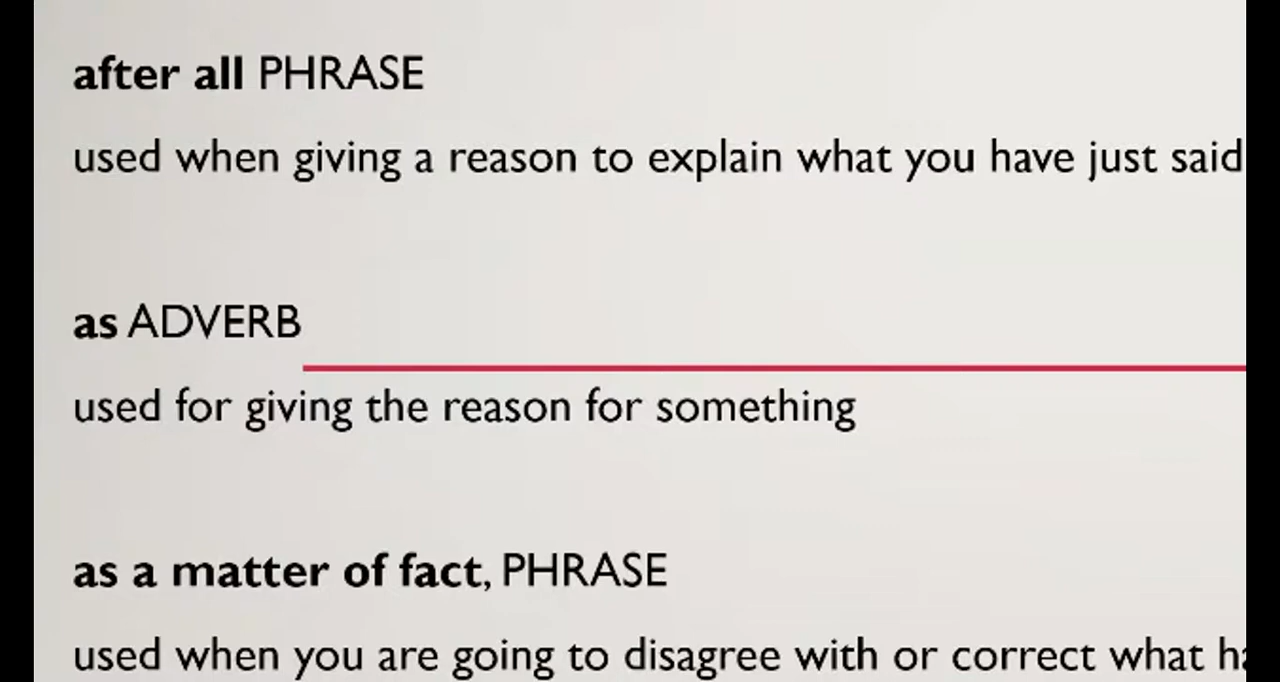 after all PHRASE
used when giving a reason to explain what you have just said
as ADVERB
used for giving the reason for something
as a matter of fact, PHRASE
used when you are going to disagree with or correct what